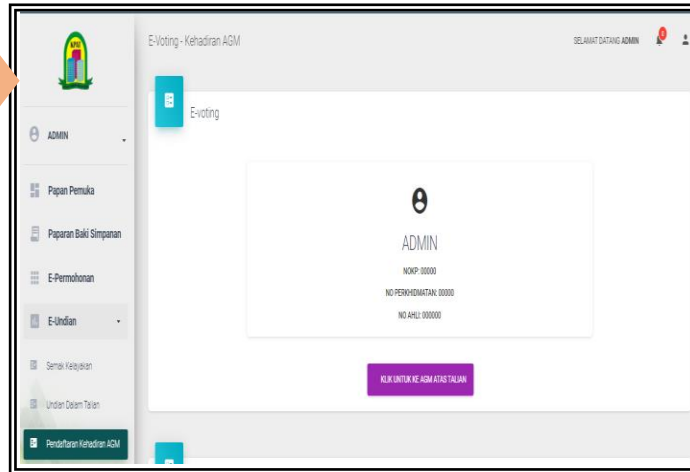 E-Voting - Kehadiran AGM
SELAMAT DATANG ADMIN
E-voting
ADMIN
Papan Pemuka
Paparan Baki Simpanan
E-Permohonan
E-Undian
Semak Kelayakan
Undian Dalam Talian
Pendaftaran Kehadiran AGM
ADMIN
NOKP: 00000
NO PERKHIDMATAN: 00000
NO AHLI: 000000
KLIK UNTUK KE AGM ATAS TALIAN